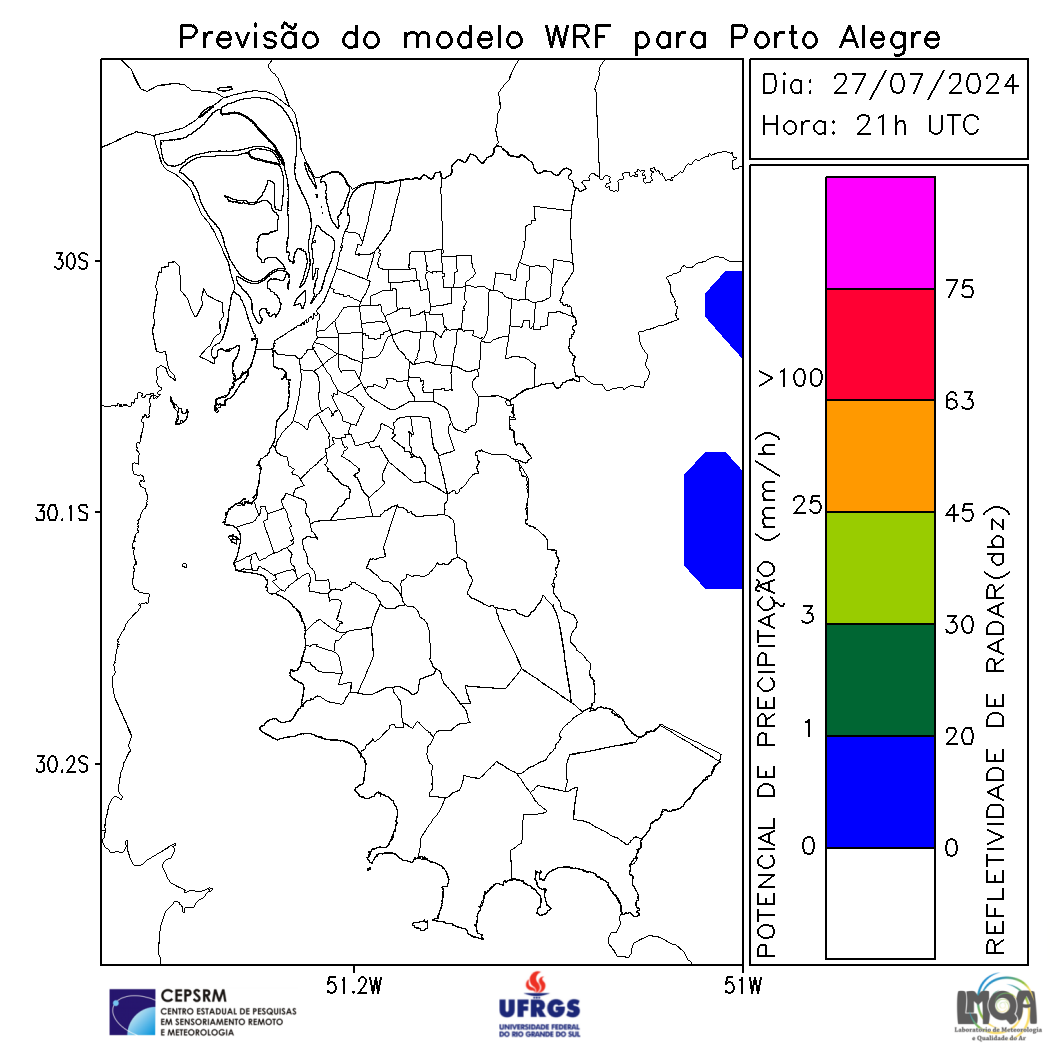 Previsão do modelo WRF para Porto Alegre
Dia: 27/07/2024
Hora: 21h UTC
30S
30.1S
30.2S
51.2W
51W
POTENCIAL DE PRECIPITAÇÃO (mm/h)
>100
25
3
1
0
75
63
45
30
20
0
REFLETIVIDADE DE RADAR(dbz)
CEPSRM
CENTRO ESTADUAL DE PESQUISAS
EM SENSORIAMENTO REMOTO
E METEOROLOGIA
UFRGS
UNIVERSIDADE FEDERAL
DO RIO GRANDE DO SUL
LMQA
Laboratório de Meteorologia
e Qualidade do Ar